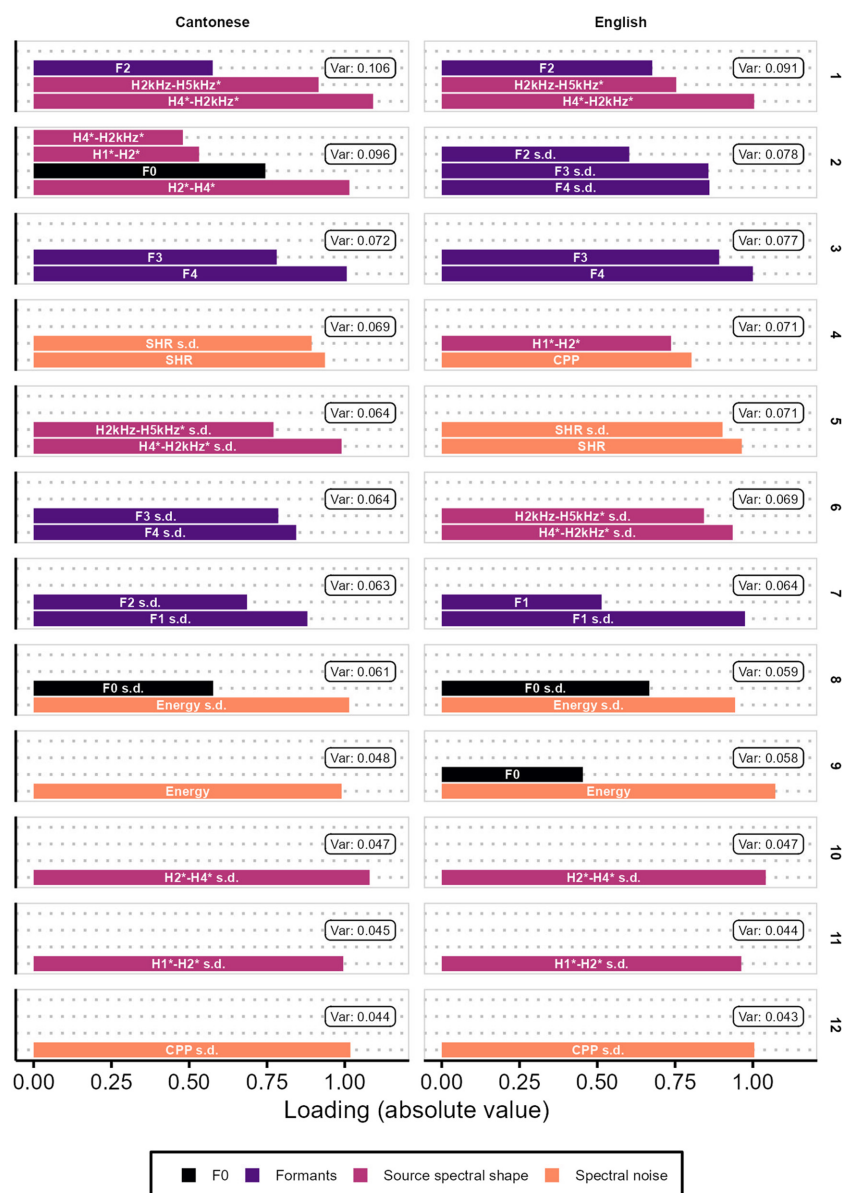 Cantonese English
F2 Var: 0.106 F2 Var: 0.091 1
H2kHz-H5kHz* H2kHz-H5kHz*
H4*-H2kHz* H4*-H2kHz*
H4*-H2kHz*
H1*-H2* Var: 0.096 F2 s.d. Var: 0.078 2
F0 F3 s.d.
H2*-H4* F4 s.d.
Var: 0.072 Var: 0.077 3
F3 F3
F4 F4
Var: 0.069 Var: 0.071 4
SHR s.d. H1*-H2*
SHR CPP
Var: 0.064 Var: 0.071 5
H2kHz-H5kHz* s.d. SHR s.d.
H4*-H2kHz* s.d. SHR
Var: 0.064 Var: 0.069 6
F3 s.d. H2kHz-H5kHz* s.d.
F4 s.d. H4*-H2kHz* s.d.
Var: 0.063 Var: 0.064 7
F2 s.d. F1
F1 s.d. F1 s.d.
Var: 0.061 Var: 0.059 8
F0 s.d. F0 s.d.
Energy s.d. Energy s.d.
Var: 0.048 Var: 0.058 9
F0
Energy Energy
Var: 0.047 Var: 0.047 10
H2*-H4* s.d. H2*-H4* s.d.
Var: 0.045 Var: 0.044 11
H1*-H2* s.d. H1*-H2* s.d.
Var: 0.044 Var: 0.043 12
CPP s.d. CPP s.d.
0.00 0.25 0.50 0.75 1.00 0.00 0.25 0.50 0.75 1.00
Loading (absolute value)
F0 Formants Source spectral shape Spectral noise